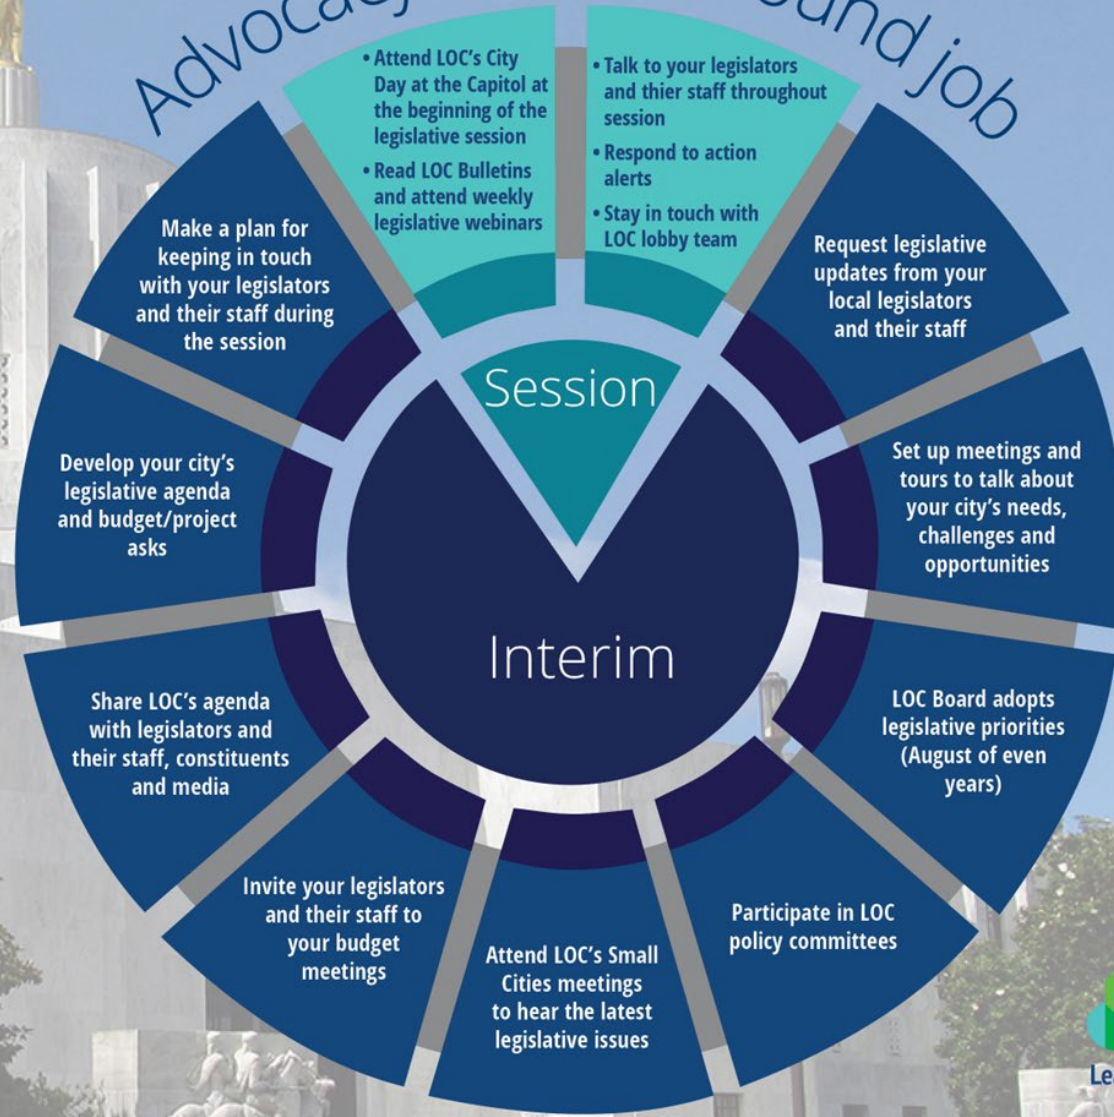 Advocacy
ound job
• Attend LOC's City
Day at the Capitol at
the beginning of the
legislative session
• Read LOC Bulletins
and attend weekly
legislative webinars
• Talk to your legislators
and thier staff throughout
session
• Respond to action
alerts
• Stay in touch with
LOC lobby team
Request legislative
updates from your
local legislators
and their staff
Set up meetings and
tours to talk about
your city's needs,
challenges and
opportunities
LOC Board adopts
legislative priorities
(August of even
years)
Participate in LOC
policy committees
Attend LOC's Small
Cities meetings
to hear the latest
legislative issues
Invite your legislators
and their staff to
your budget
meetings
Share LOC's agenda
with legislators and
their staff, constituents
and media
Develop your city's
legislative agenda
and budget/project
asks
Make a plan for
keeping in touch
with your legislators
and their staff during
the session
Session
Interim
Le